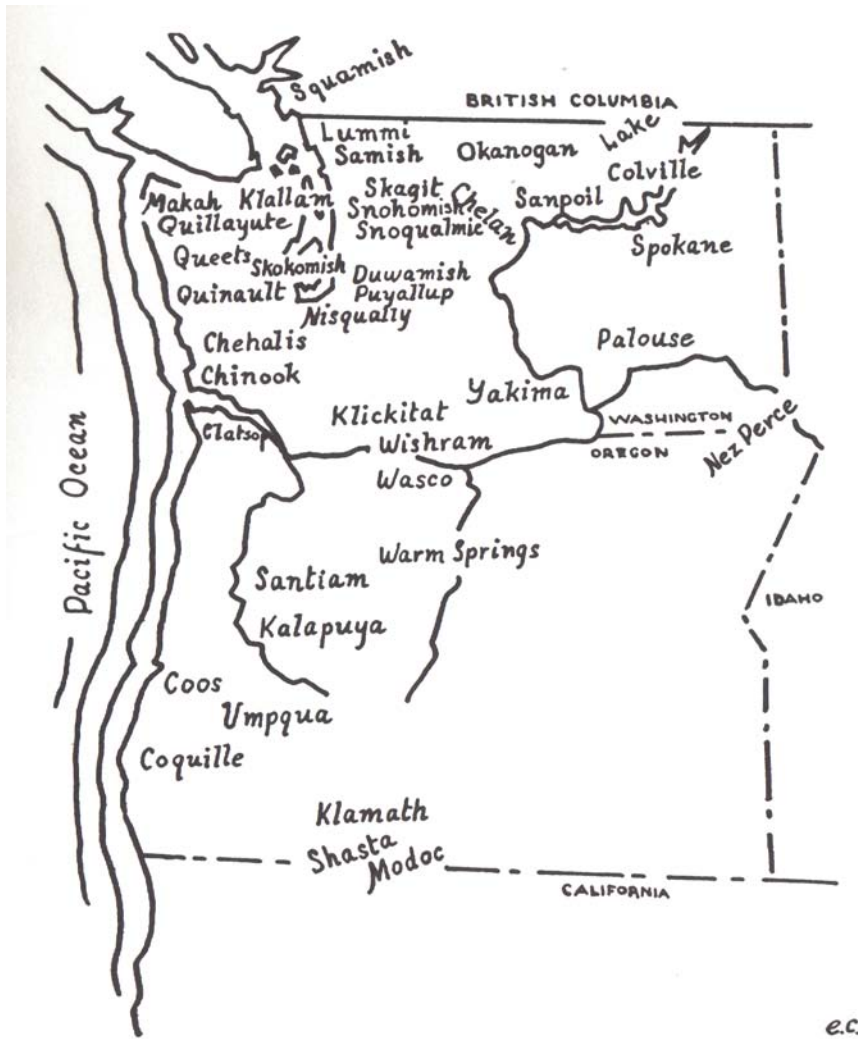 Squamish
BRITISH COLUMBIA
Lummi
Lake
Samish
Okanogan
Colville
Makah
Klallam
Skagit
Chelan
Sanpoil
Quillayute
Snohomish
Snoqualmic
Spokane
Queets
Skokomish
Duwamish
Quinault
Puyallup
Nisqually
Chehalis
Palouse
Chinook
Yakima
Klickitat
WASHINGTON
Clatsop
Wishram
OREGON
Nez Perce
Wasco
Pacific Ocean
Warm Springs
Santiam
IDAHO
Kalapuya
Coos
Umpqua
Coquille
Klamath
Shasta
Modoc
CALIFORNIA
e.c.